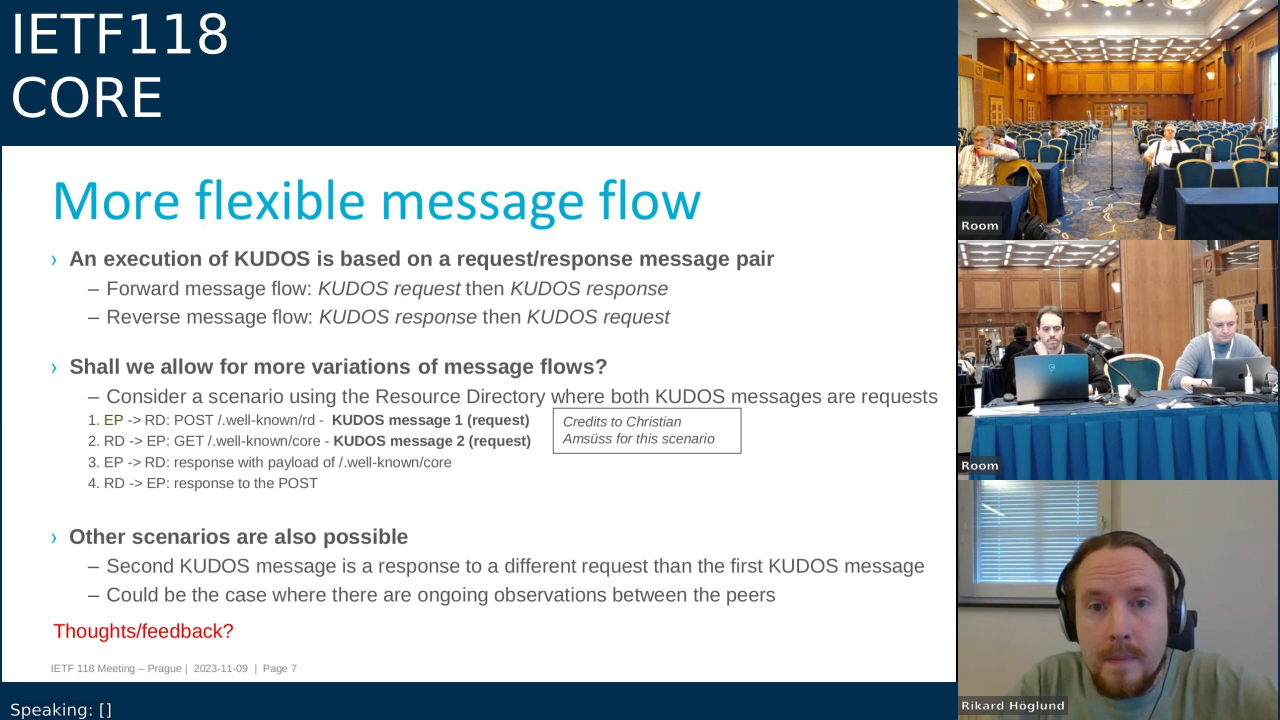 IETF118
CORE
More flexible message flow
› An execution of KUDOS is based on a request/response message pair
– Forward message flow: KUDOS request then KUDOS response
– Reverse message flow: KUDOS response then KUDOS request
› Shall we allow for more variations of message flows?
– Consider a scenario using the Resource Directory where both KUDOS messages are requests
1. EP -> RD: POST /.well-known/rd - KUDOS message 1 (request)
2. RD -> EP: GET /.well-known/core - KUDOS message 2 (request)
3. EP -> RD: response with payload of /.well-known/core
4. RD -> EP: response to the POST
Credits to Christian
Amsüss for this scenario
› Other scenarios are also possible
– Second KUDOS message is a response to a different request than the first KUDOS message
– Could be the case where there are ongoing observations between the peers
Thoughts/feedback?
IETF 118 Meeting – Prague | 2023-11-09 | Page 7
Speaking: []
Room
Room
Rikard Höglund